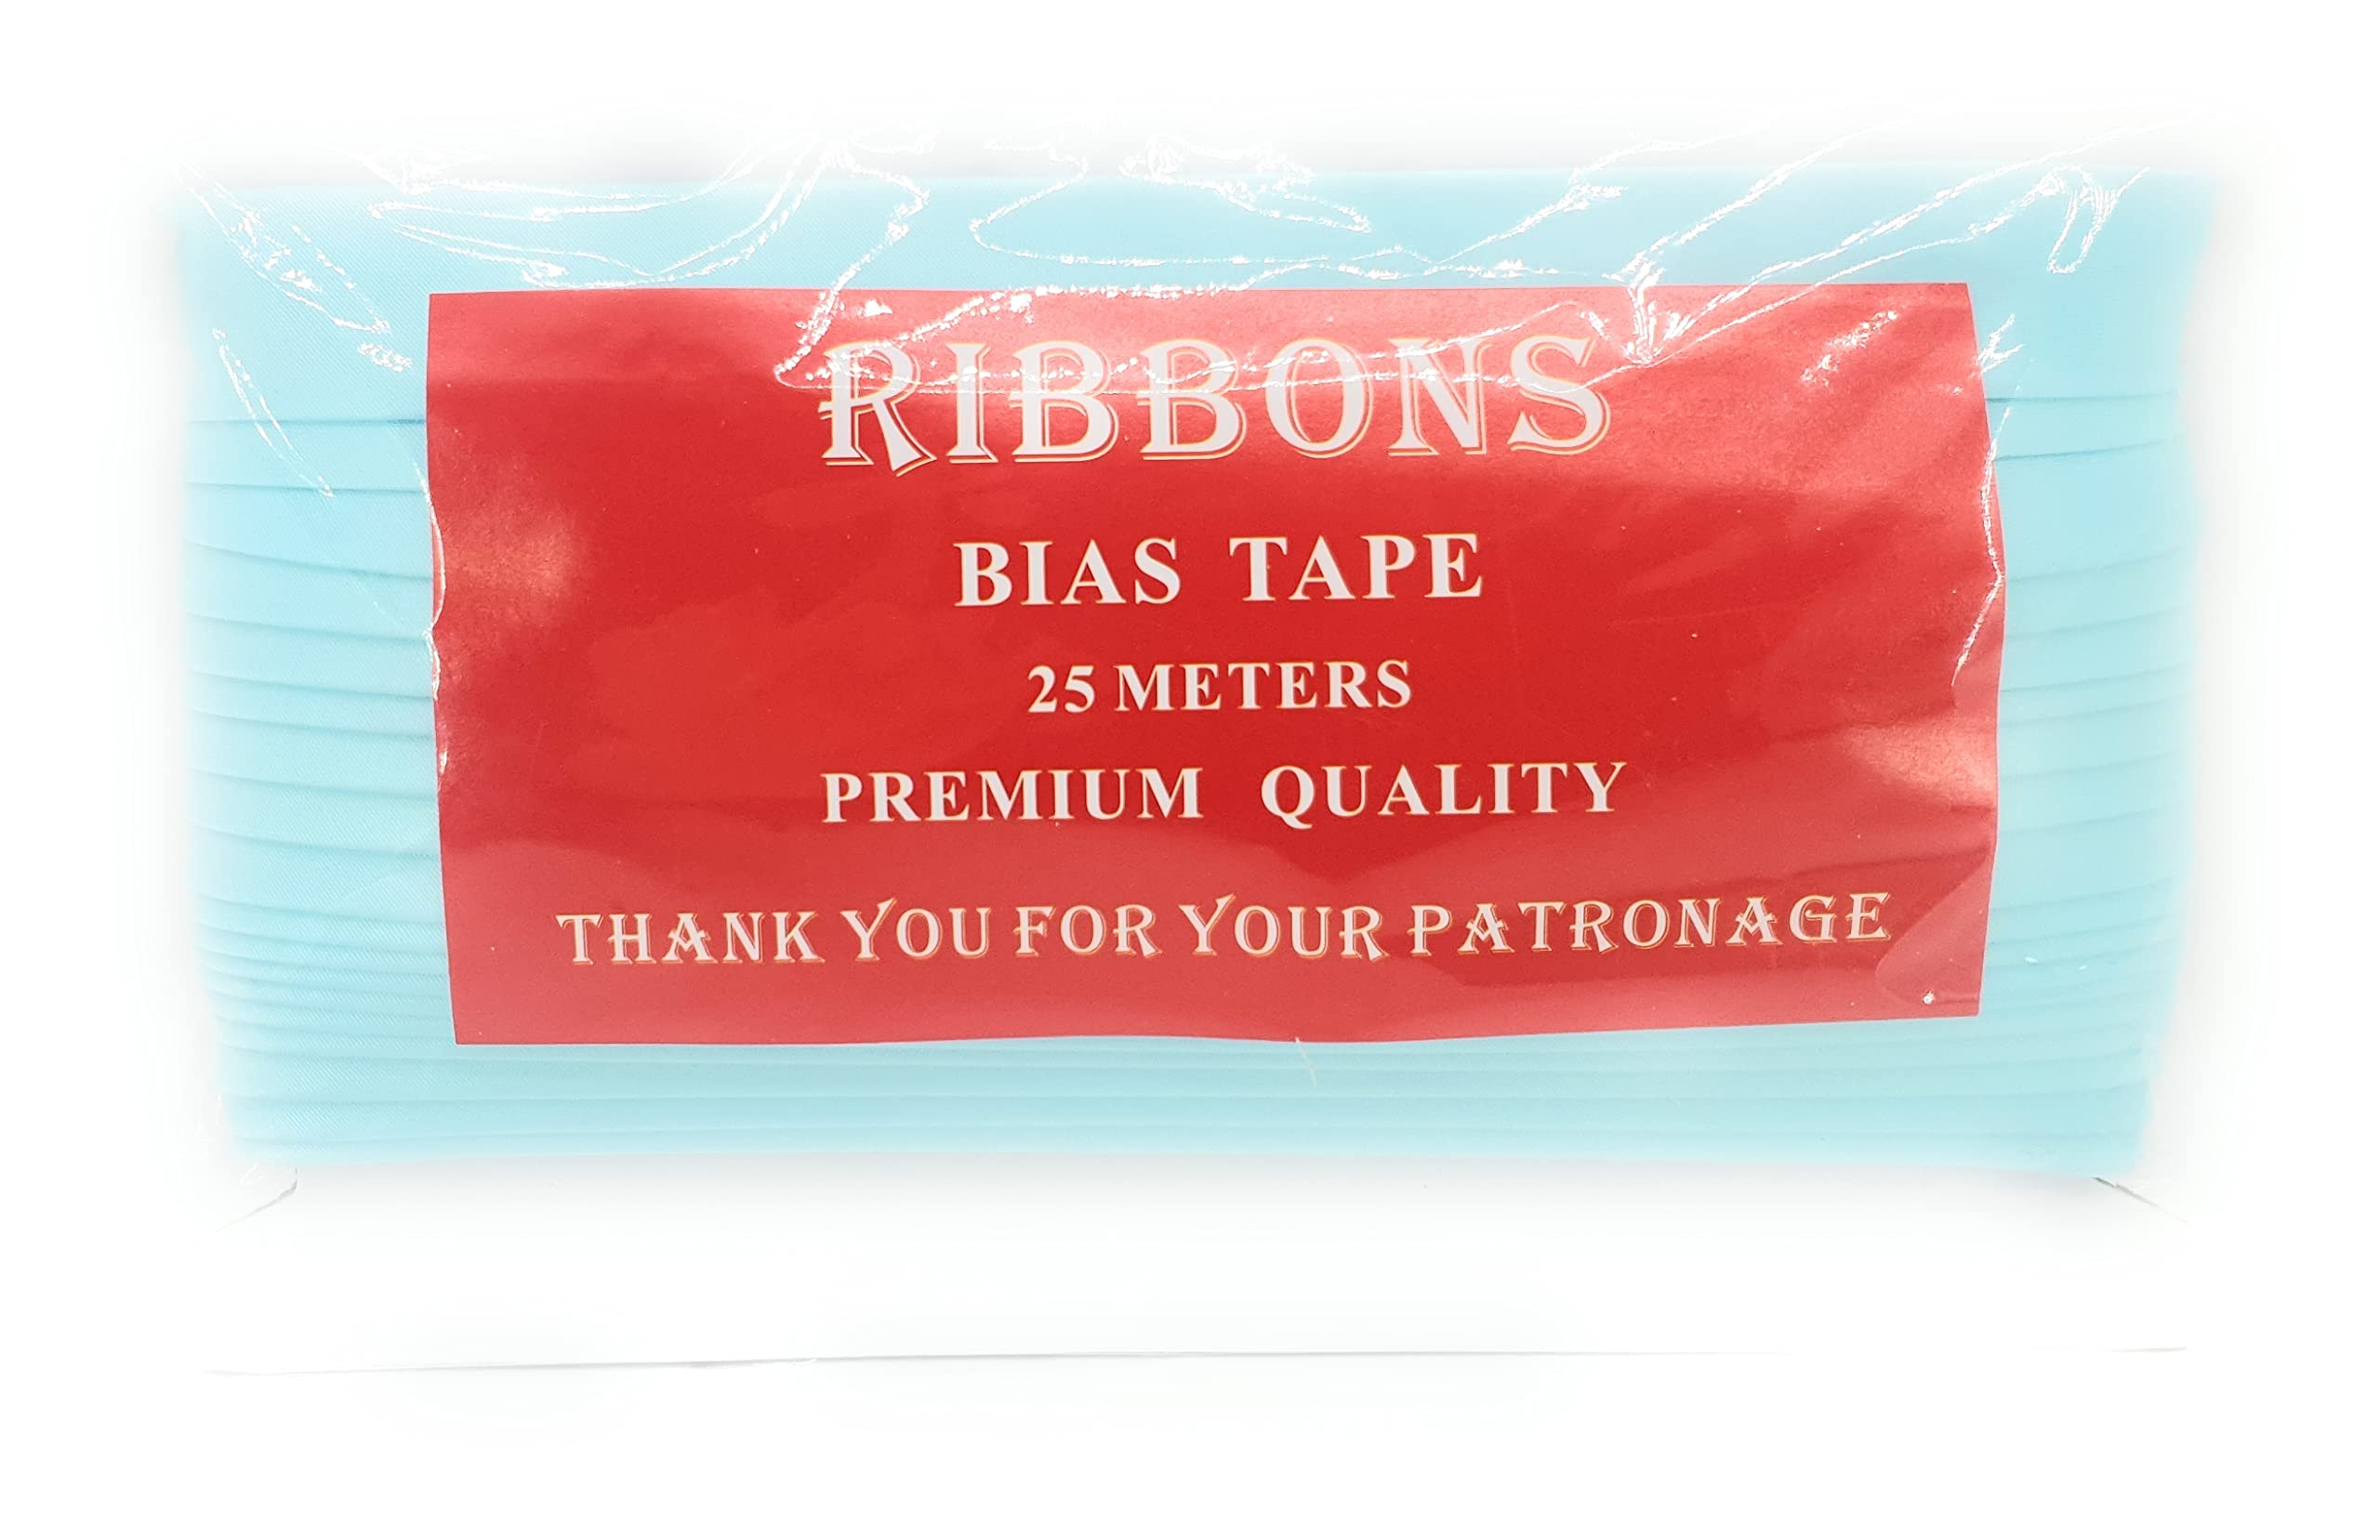 RIBBONS
BIAS TAPE
25 METERS
PREMIUM QUALITY
THANK YOU FOR YOUR PATRONAGE